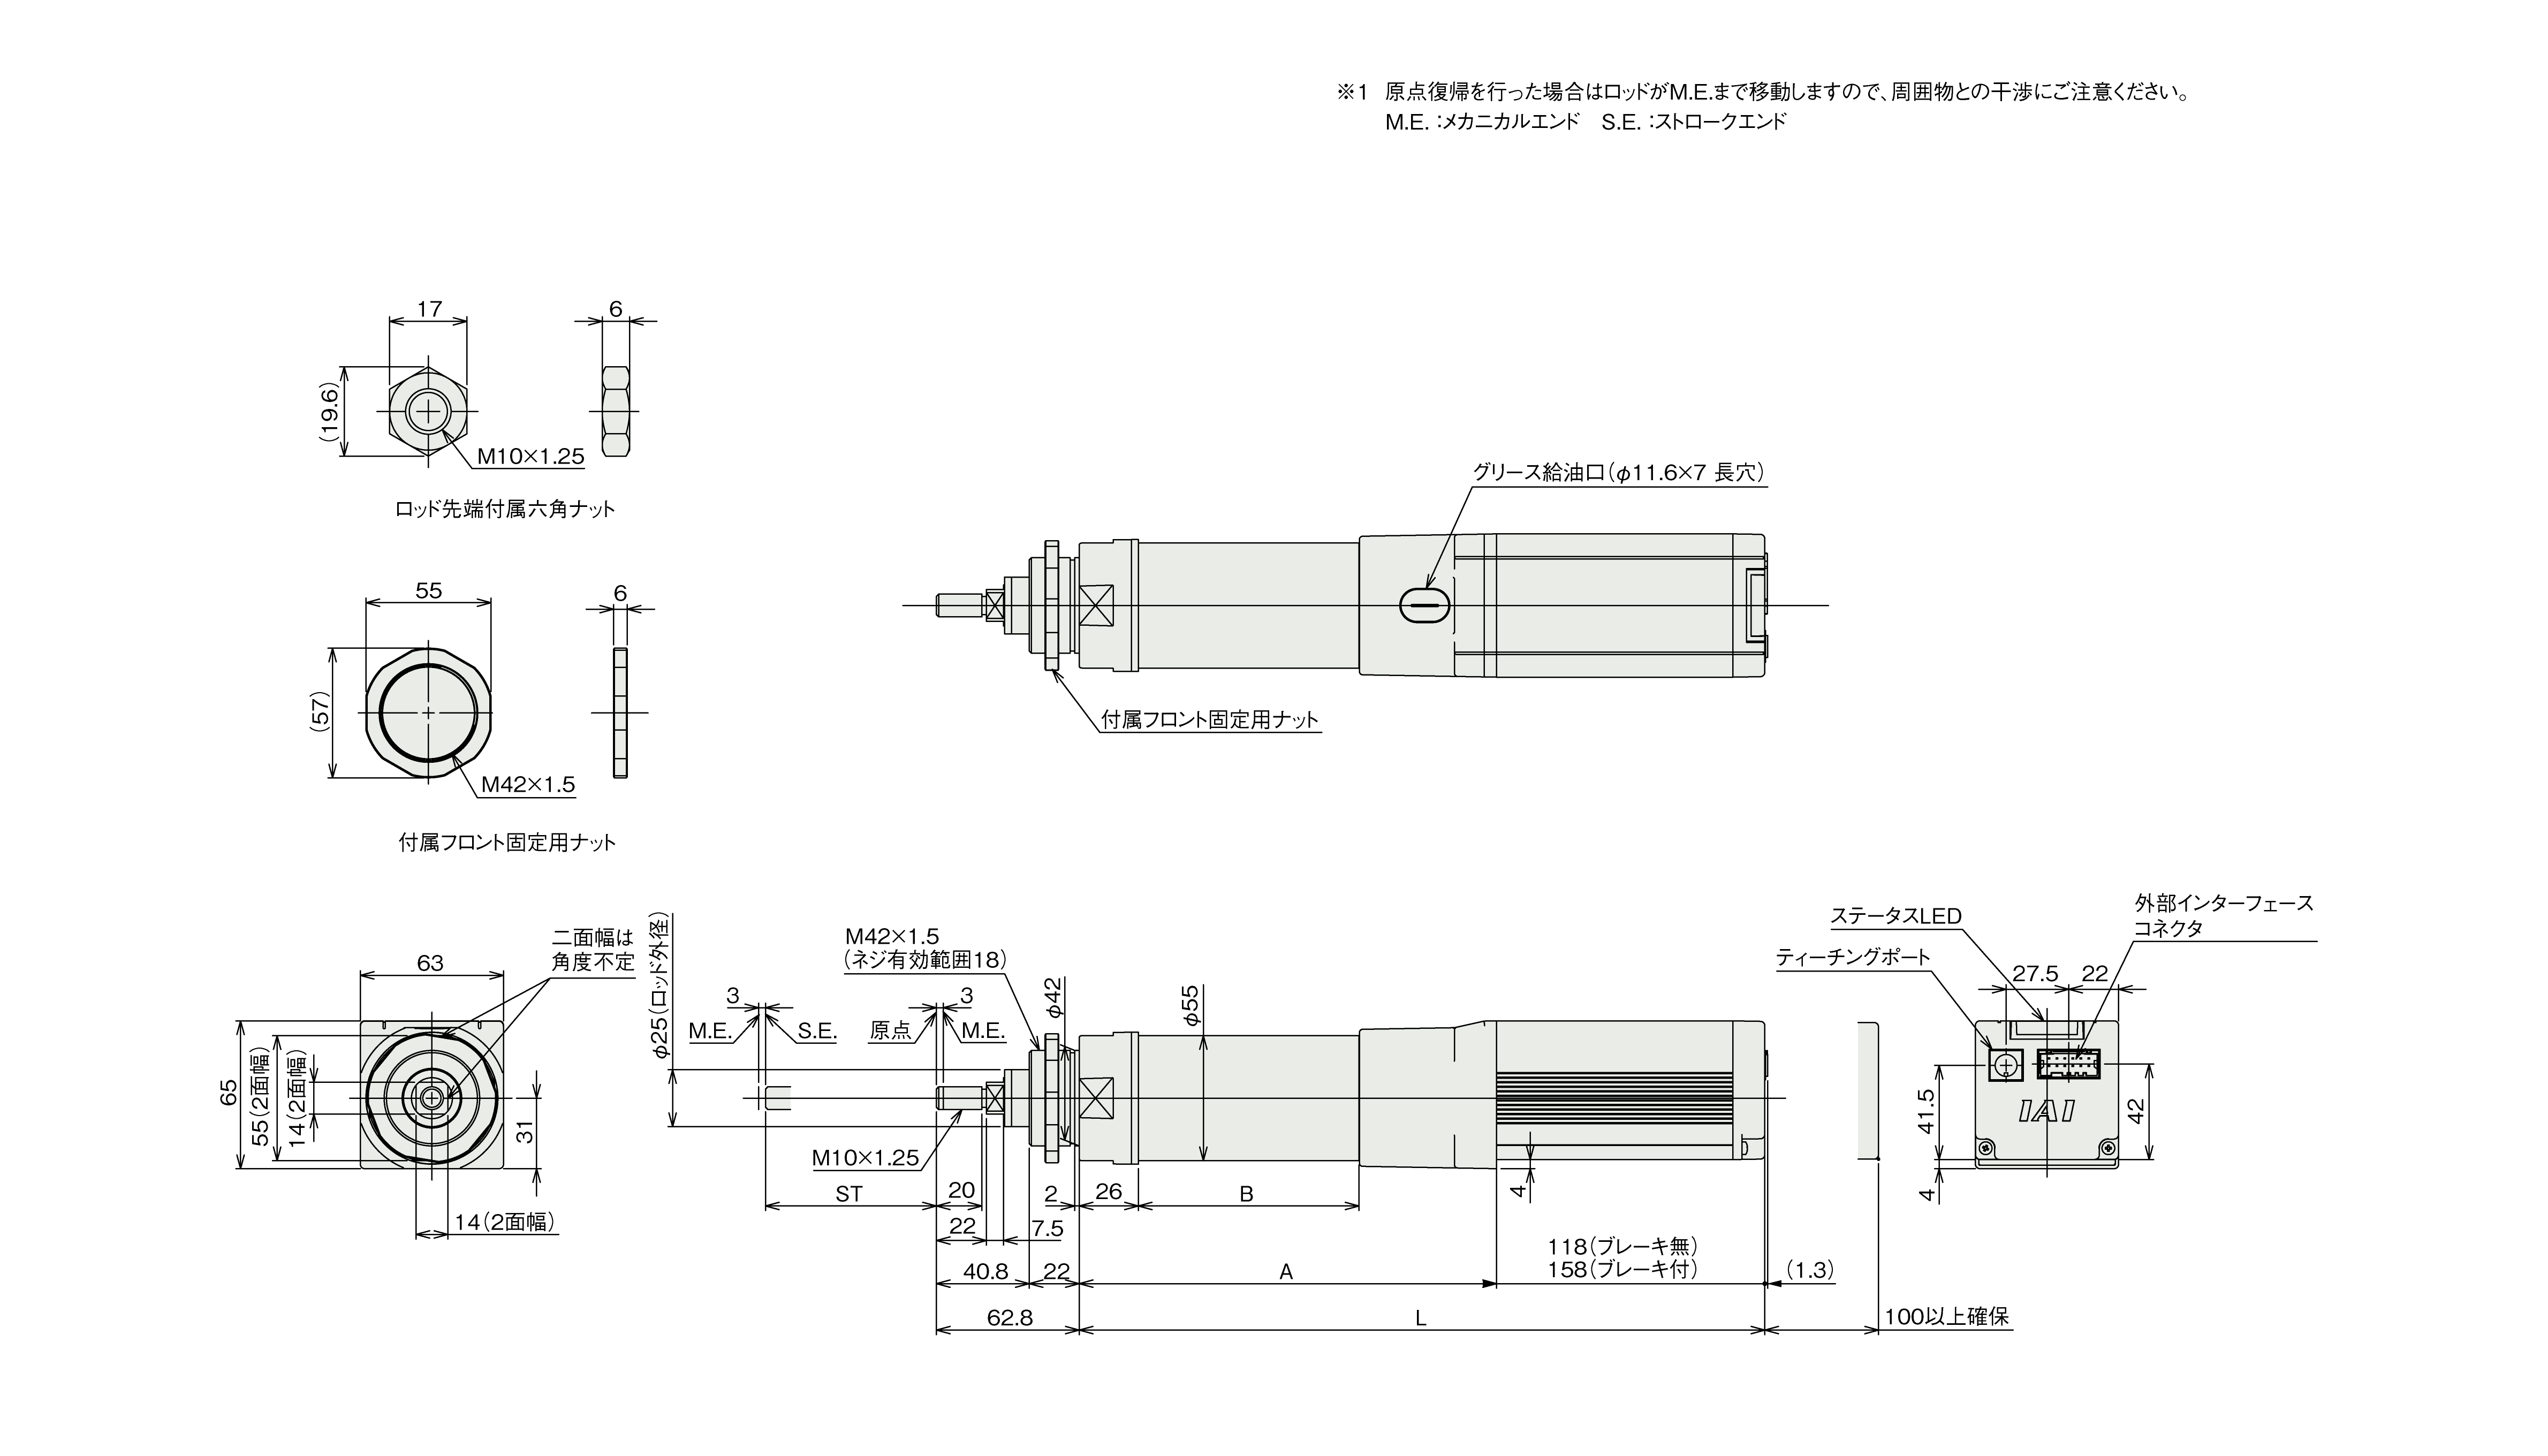 ※1 原点復帰を行った場合はロッドがM.E.まで移動しますので、周囲物との干渉にご注意ください。
M.E.：メカニカルエンド S.E.：ストロークエンド
17
6
(19.6)
M10×1.25
ロッド先端付属六角ナット
グリース給油口(φ11.6×7 長穴)
55
6
(57)
M42×1.5
付属フロント固定用ナット
付属フロント固定用ナット
二面幅は
角度不定
63
65
55(2面幅)
14(2面幅)
31
14(2面幅)
φ25(ロッド外径)
M42×1.5
(ネジ有効範囲18)
3
M.E.
S.E.
3
原点
M.E.
φ42
φ55
M10×1.25
ST
20
2
26
B
4
22
7.5
40.8
22
A
118(ブレーキ無)
158(ブレーキ付)
(1.3)
62.8
L
100以上確保
ステータスLED
外部インターフェース
コネクタ
ティーチングポート
27.5
22
41.5
42
4
IAI